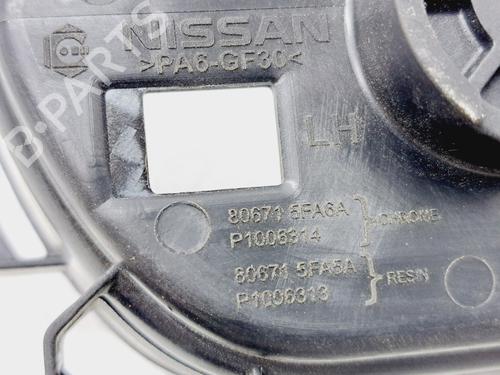 NISSAN
>PA6-GF30<
LH
80671 5FA6A
P1006314
CHROME
80671 5FA5A
P1006313
RESIN
B-PARTS